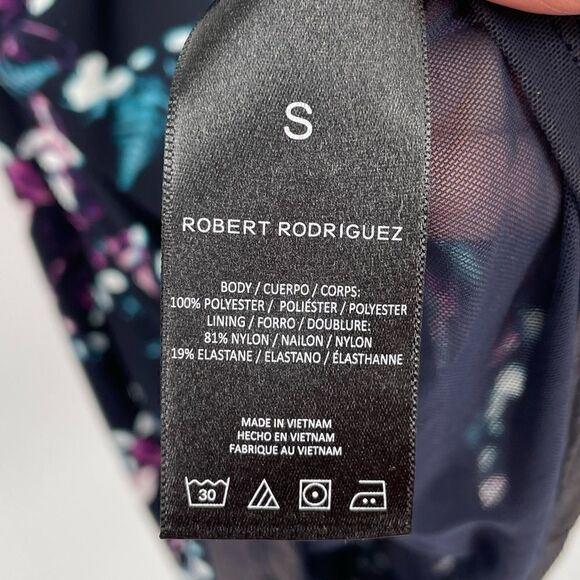 S
ROBERT RODRIGUEZ
BODY / CUERPO / CORPS:
100% POLYESTER / POLIÉSTER / POLYESTER
LINING / FORRO / DOUBLURE:
81% NYLON / NAILON / NYLON
19% ELASTANE / ELASTANO / ÉLASTHANNE
MADE IN VIETNAM
HECHO EN VIETNAM
FABRIQUE AU VIETNAM
30